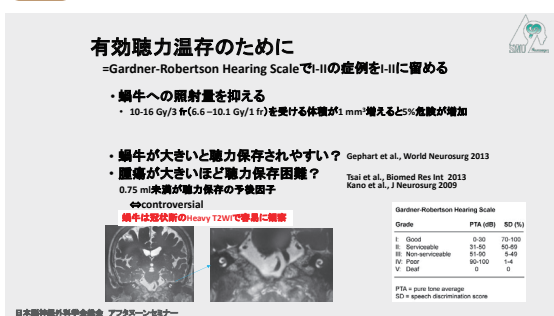 有効聴力温存のために
=Gardner-Robertson Hearing ScaleでI-IIの症例をI-IIに留める
・蝸牛への照射量を抑える
・ 10-16 Gy/3 fr(6.6 –10.1 Gy/1 fr)を受ける体積が1 mm³増えると5%危険が増加
・蝸牛が大きいと聴力保存されやすい？ Gephart et al., World Neurosurg 2013
・腫瘍が大きいほど聴力保存困難？ Tsai et al., Biomed Res Int 2013
Kano et al., J Neurosurg 2009
0.75 ml未満が聴力保存の予後因子
⇔controversial
蝸牛は冠状断のHeavy T2WIで容易に観察
Gardner-Robertson Hearing Scale
Grade PTA (dB) SD (%)
I: Good 0-30 70-100
II: Serviceable 31-50 50-69
III: Non-serviceable 51-90 5-49
IV: Poor 90-100 1-4
V: Deaf 0 0
PTA = pure tone average
SD = speech discrimination score
日本脳神経外科学会総会 アフタヌーンセミナー